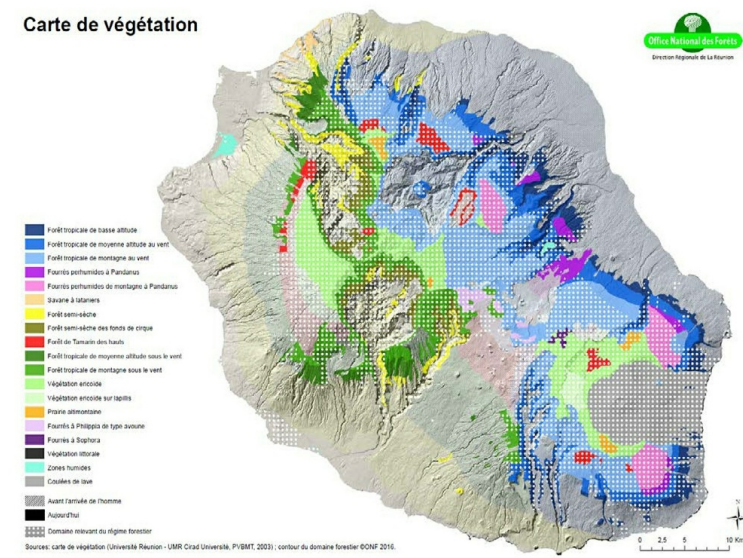 Carte de végétation
Office National des Forêts
Direction Régionale de La Réunion
Forêt tropicale de basse altitude
Forêt tropicale de moyenne altitude au vent
Forêt tropicale de montagne au vent
Fourrés perhumides à Pandanus
Fourrés perhumides de montagne à Pandanus
Savane à lataniers
Forêt semi-sèche
Forêt semi-sèche des fonds de cirque
Forêt de Tamarin des hauts
Forêt tropicale de moyenne altitude sous le vent
Forêt tropicale de montagne sous le vent
Végétation éricoïde
Végétation éricoïde sur lapillis
Prairie altimontaine
Fourrés à Philippia de type avoune
Fourrés à Sophora
Végétation littorale
Zones humides
Coulées de lave
Avant l'arrivée de l'homme
Aujourd'hui
Domaine relevant du régime forestier
Sources: carte de végétation (Université Réunion - UMR Cirad Université, PVBMT, 2003) ; contour du domaine forestier ©ONF 2016.
0 2.5 5 10 Km